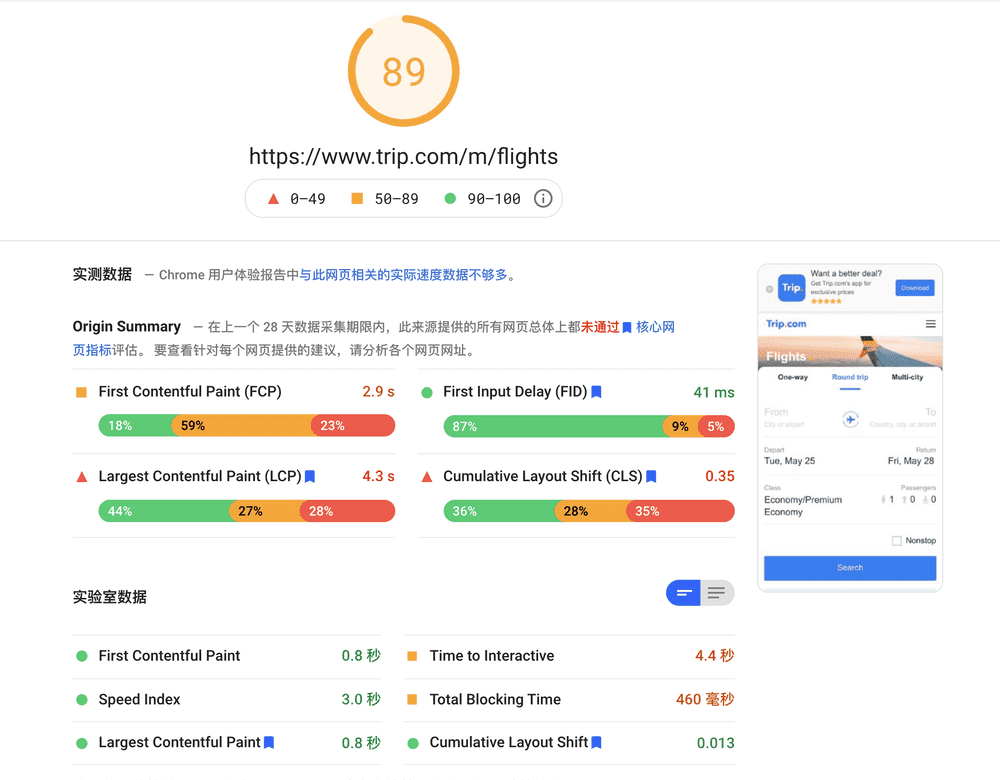 89
https://www.trip.com/m/flights
0–49 50–89 90–100
实测数据 — Chrome 用户体验报告中与此网页相关的实际速度数据不够多。
Origin Summary — 在上一个 28 天数据采集期限内，此来源提供的所有网页总体上都未通过 核心网
页指标评估。 要查看针对每个网页提供的建议，请分析各个网页网址。
First Contentful Paint (FCP) 2.9 s
18% 59% 23%
First Input Delay (FID) 41 ms
87% 9% 5%
Largest Contentful Paint (LCP) 4.3 s
44% 27% 28%
Cumulative Layout Shift (CLS) 0.35
36% 28% 35%
实验室数据
First Contentful Paint 0.8 秒
Time to Interactive 4.4 秒
Speed Index 3.0 秒
Total Blocking Time 460 毫秒
Largest Contentful Paint 0.8 秒
Cumulative Layout Shift 0.013
Want a better deal?
Trip.
Get Trip.com's app for
exclusive prices
Download
Trip.com
Flights
One-way Round trip Multi-city
From To
City or airport Country, city or airport
Depart Return
Tue, May 25 Fri, May 28
Class Passengers
Economy/Premium 1 0 0
Economy
Nonstop
Search